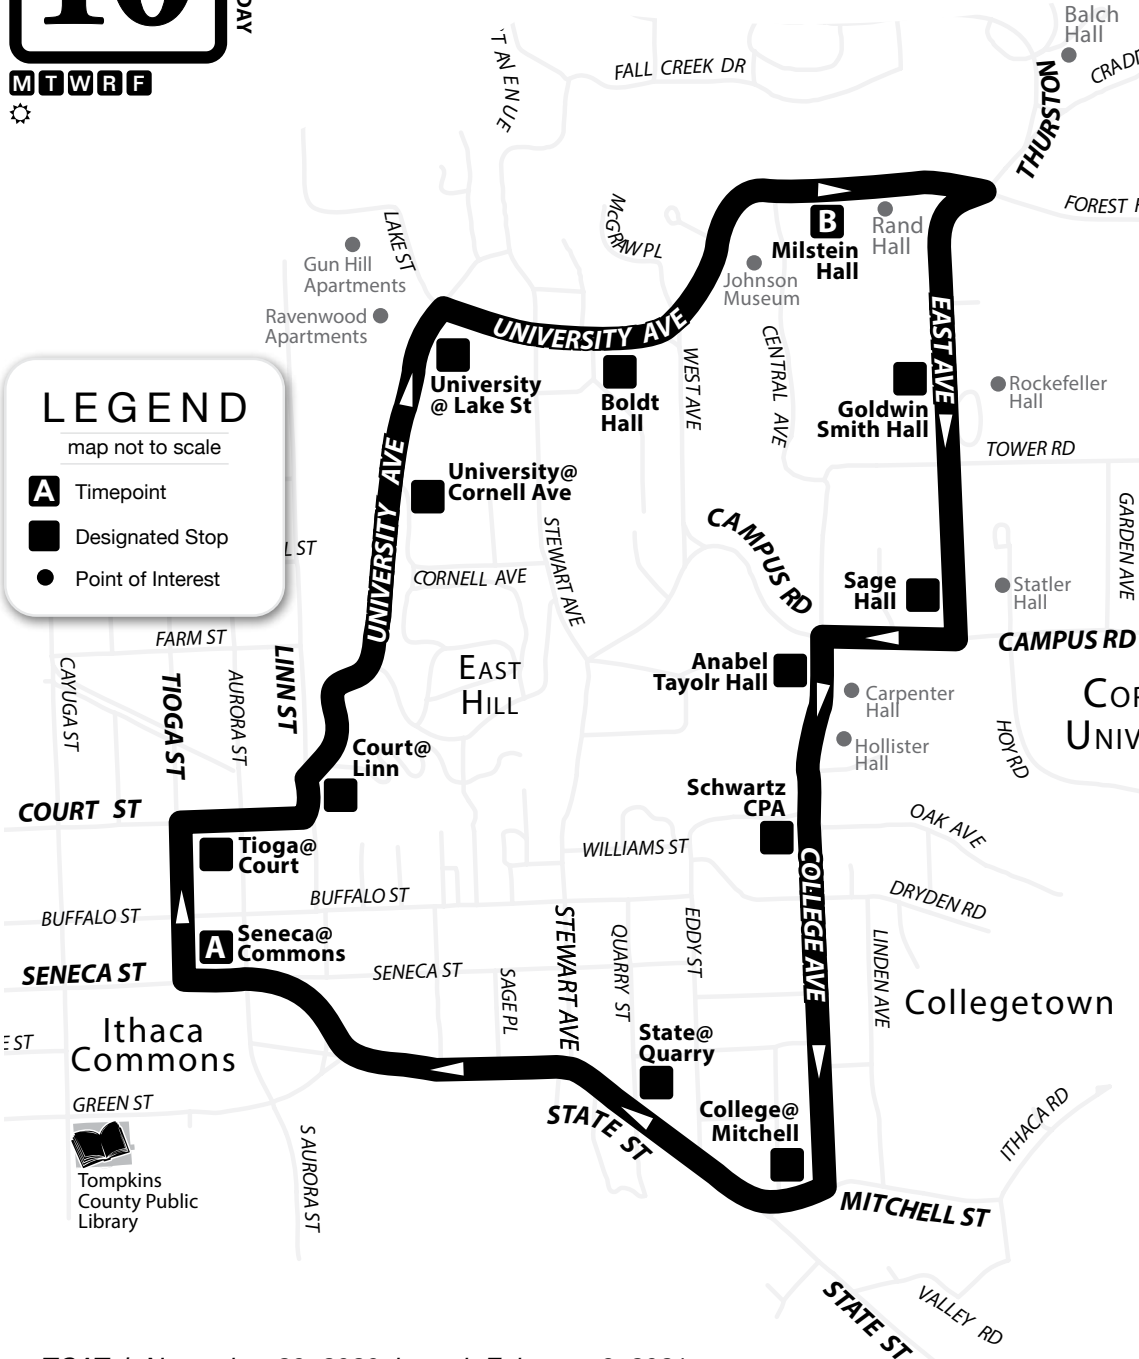 10
DAY
M T W R F
FALL CREEK DR
Balch
Hall
THURSTON
McGRAW PL
LAKE ST
B
Milstein
Hall
Rand
Hall
Gun Hill
Apartments
Johnson
Museum
Ravenwood
Apartments
UNIVERSITY AVE
EAST AVE
University
@ Lake St
Boldt
Hall
WEST AVE
CENTRAL AVE
Goldwin
Smith Hall
Rockefeller
Hall
TOWER RD
LEGEND
map not to scale
A Timepoint
Designated Stop
Point of Interest
UNIVERSITY AVE
University@
Cornell Ave
STEWART AVE
CAMPUS RD
GARDEN AVE
CORNELL AVE
Sage
Hall
Statler
Hall
FARM ST
CAMPUS RD
CAYUGA ST
TIOGA ST
AURORA ST
LINN ST
EAST
HILL
Anabel
Tayolr Hall
Carpenter
Hall
Hollister
Hall
HOY RD
Court@
Linn
Schwartz
CPA
COURT ST
OAK AVE
Tioga@
Court
WILLIAMS ST
COLLEGE AVE
BUFFALO ST
BUFFALO ST
DRYDEN RD
A
Seneca@
Commons
SENECA ST
SENECA ST
SAGE PL
STEWART AVE
QUARRY ST
EDDY ST
LINDEN AVE
Collegetown
Ithaca
Commons
State@
Quarry
GREEN ST
STATE ST
College@
Mitchell
ITHACA RD
Tompkins
County Public
Library
S AURORA ST
MITCHELL ST
STATE ST
VALLEY RD